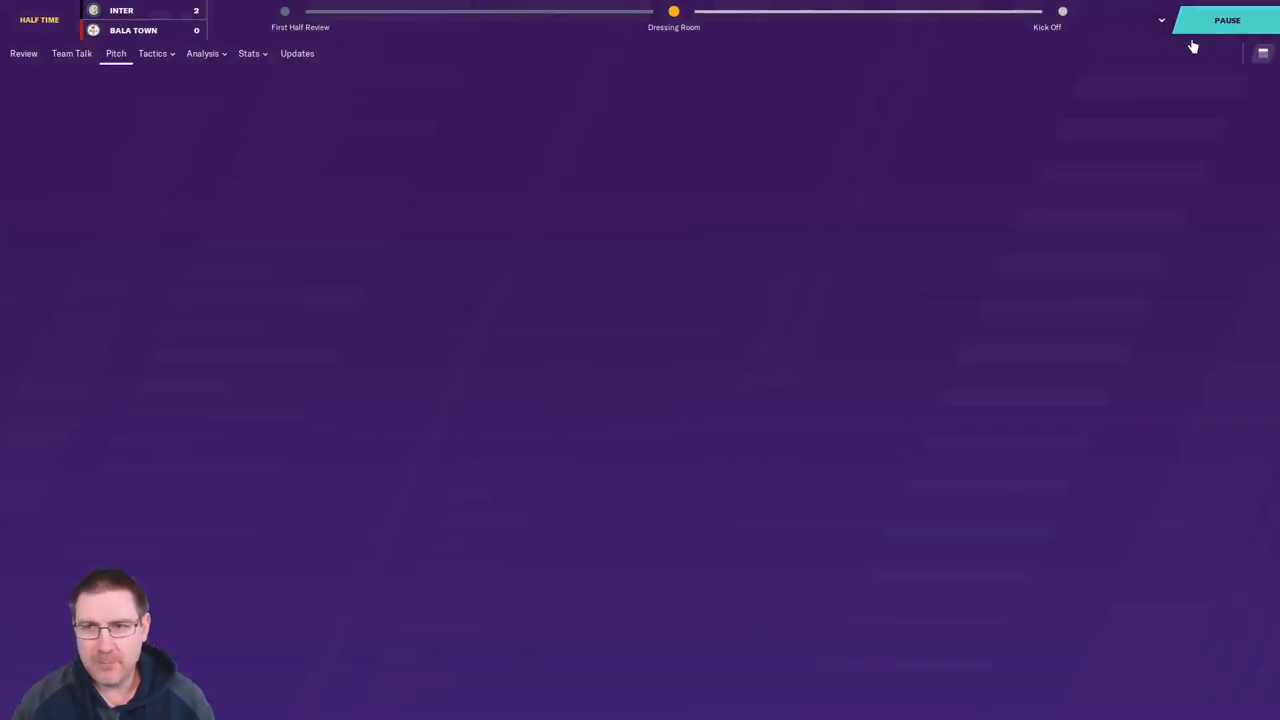 HALF TIME
INTER 2
BALA TOWN 0
First Half Review
Dressing Room
Kick Off
PAUSE
Review
Team Talk
Pitch
Tactics
Analysis
Stats
Updates